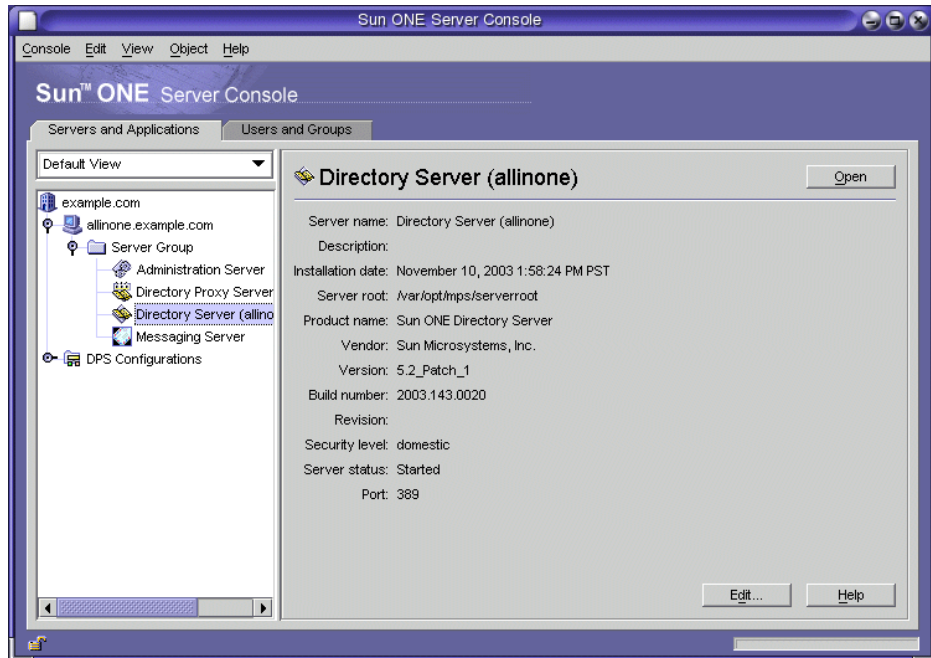 Sun ONE Server Console
Console Edit View Object Help
Sun™ ONE Server Console
Servers and Applications
Users and Groups
Default View
example.com
allinone.example.com
Server Group
Administration Server
Directory Proxy Server
Directory Server (allino
Messaging Server
DPS Configurations
Directory Server (allinone)
Open
Server name: Directory Server (allinone)
Description:
Installation date: November 10, 2003 1:58:24 PM PST
Server root: /var/opt/mps/serverroot
Product name: Sun ONE Directory Server
Vendor: Sun Microsystems, Inc.
Version: 5.2_Patch_1
Build number: 2003.143.0020
Revision:
Security level: domestic
Server status: Started
Port: 389
Edit...
Help